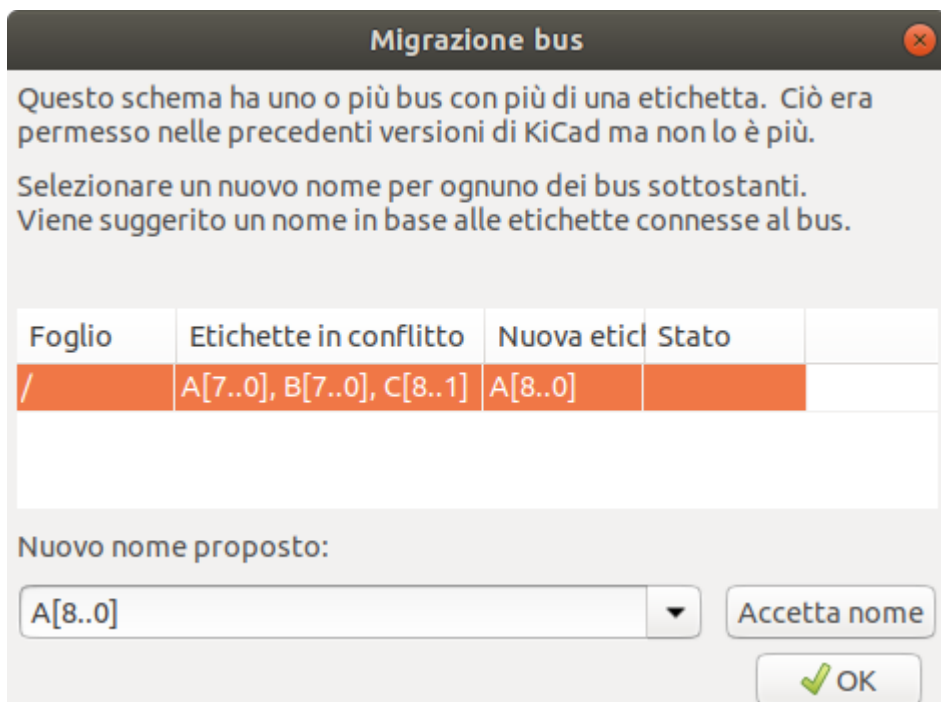 Migrazione bus
Questo schema ha uno o più bus con più di una etichetta. Ciò era
permesso nelle precedenti versioni di KiCad ma non lo è più.
Selezionare un nuovo nome per ognuno dei bus sottostanti.
Viene suggerito un nome in base alle etichette connesse al bus.
Foglio Etichette in conflitto Nuova etich Stato
/ A[7..0], B[7..0], C[8..1] A[8..0]
Nuovo nome proposto:
A[8..0] Accetta nome
OK